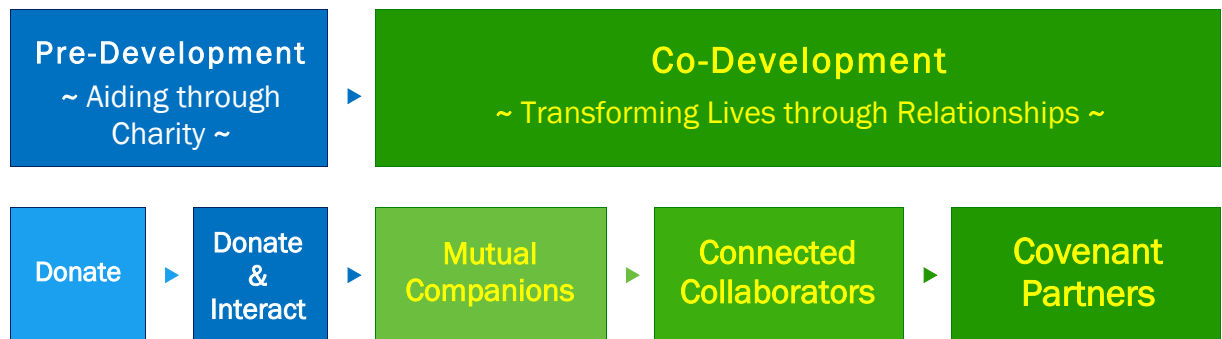 Pre-Development
~ Aiding through
Charity ~
Co-Development
~ Transforming Lives through Relationships ~
Donate
Donate
&
Interact
Mutual
Companions
Connected
Collaborators
Covenant
Partners